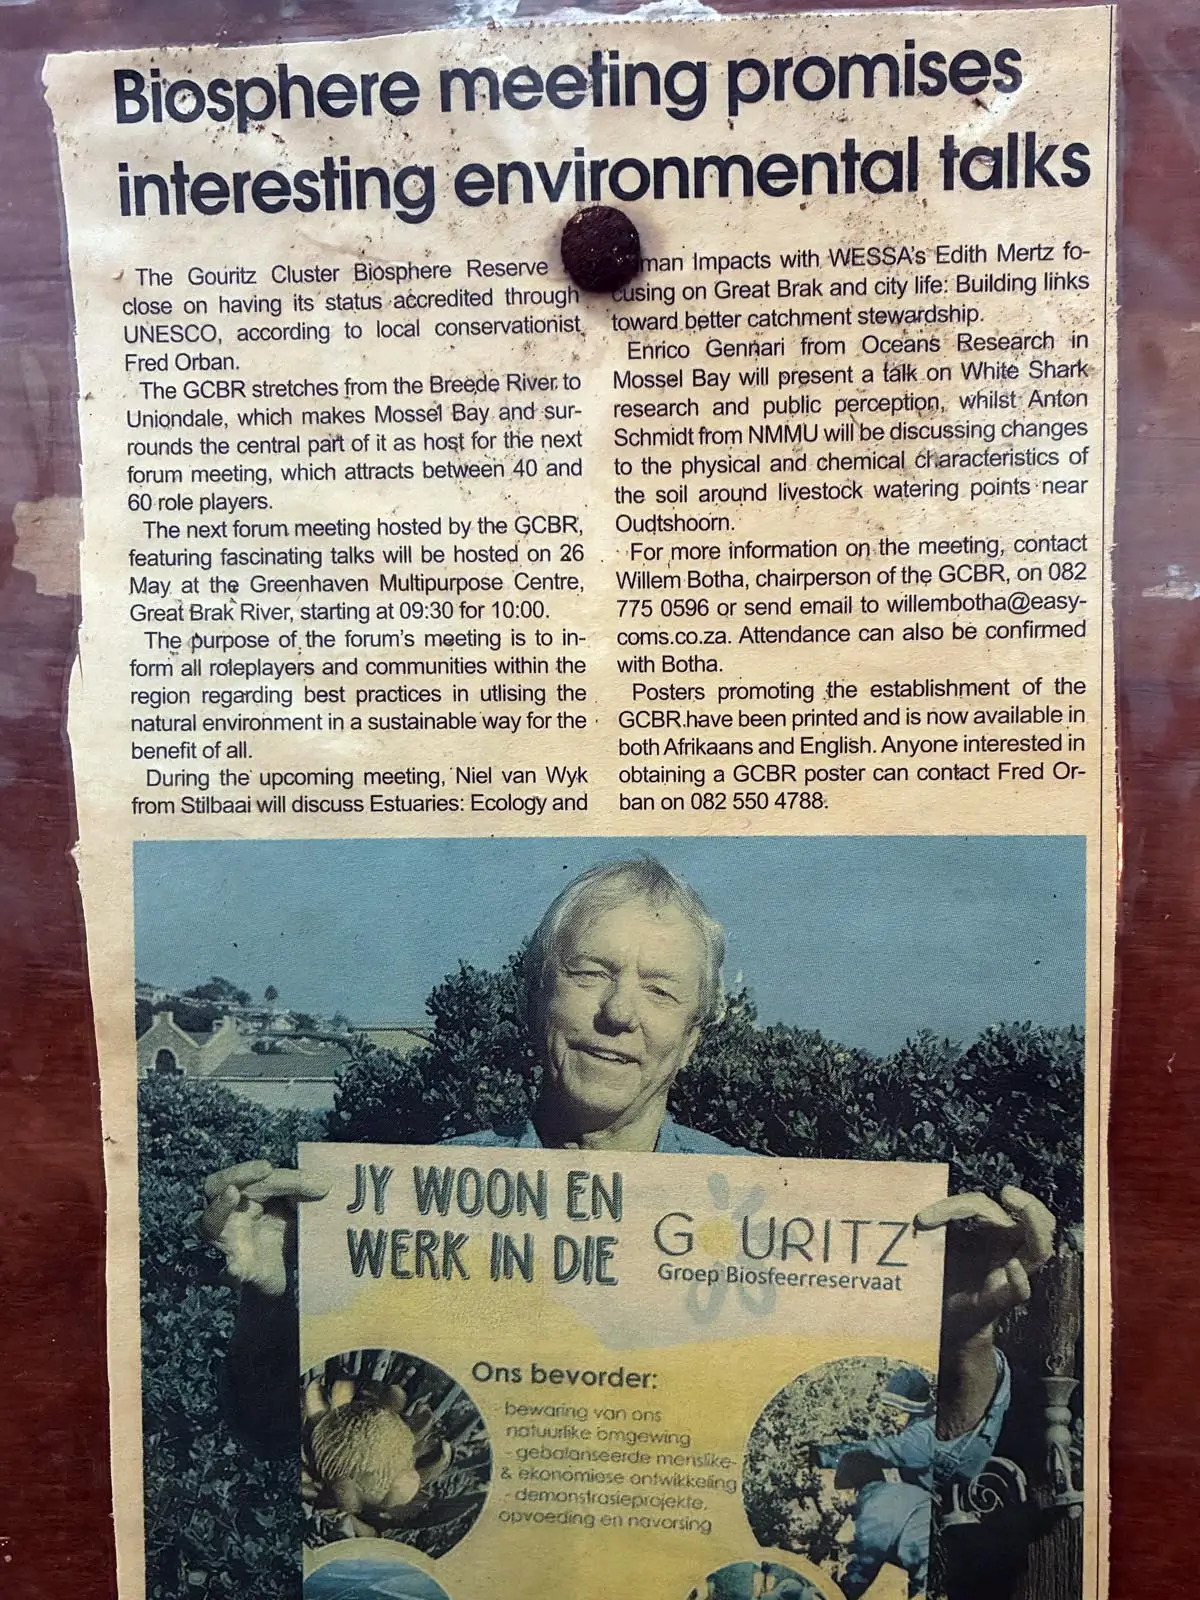 Biosphere meeting promises
interesting environmental talks
The Gouritz Cluster Biosphere Reserve
close on having its status accredited through
UNESCO, according to local conservationist
Fred Orban.
The GCBR stretches from the Breede River to
Uniondale, which makes Mossel Bay and sur-
rounds the central part of it as host for the next
forum meeting, which attracts between 40 and
60 role players.
The next forum meeting hosted by the GCBR,
featuring fascinating talks will be hosted on 26
May at the Greenhaven Multipurpose Centre,
Great Brak River, starting at 09:30 for 10:00.
The purpose of the forum's meeting is to in-
form all roleplayers and communities within the
region regarding best practices in utlising the
natural environment in a sustainable way for the
benefit of all.
During the upcoming meeting, Niel van Wyk
from Stilbaai will discuss Estuaries: Ecology and
Impacts with WESSA's Edith Mertz fo-
cusing on Great Brak and city life: Building links
toward better catchment stewardship.
Enrico Gennari from Oceans Research in
Mossel Bay will present a talk on White Shark
research and public perception, whilst Anton
Schmidt from NMMU will be discussing changes
to the physical and chemical characteristics of
the soil around livestock watering points near
Oudtshoorn.
For more information on the meeting, contact
Willem Botha, chairperson of the GCBR, on 082
775 0596 or send email to willembotha@easy-
coms.co.za. Attendance can also be confirmed
with Botha.
Posters promoting the establishment of the
GCBR have been printed and is now available in
both Afrikaans and English. Anyone interested in
obtaining a GCBR poster can contact Fred Or-
ban on 082 550 4788.
JY WOON EN
WERK IN DIE
GOURITZ
Groep Biosfeerreservaat
Ons bevorder:
- bewaring van ons
natuurlike omgewing
- gebalanseerde menslike-
& ekonomiese ontwikkeling
- demonstrasieprojekte,
opvoeding en navorsing